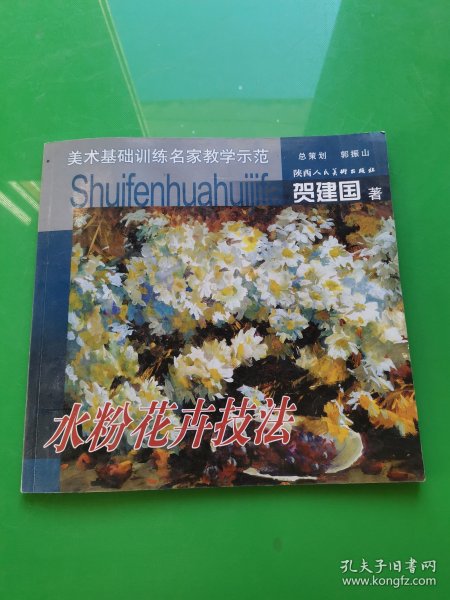 美术基础训练名家教学示范
总策划 郭振山
陕西人民美术出版社
Shuifenhuahuijif
贺建国 著
水粉花卉技法
孔夫子旧书网
www.kongfz.com